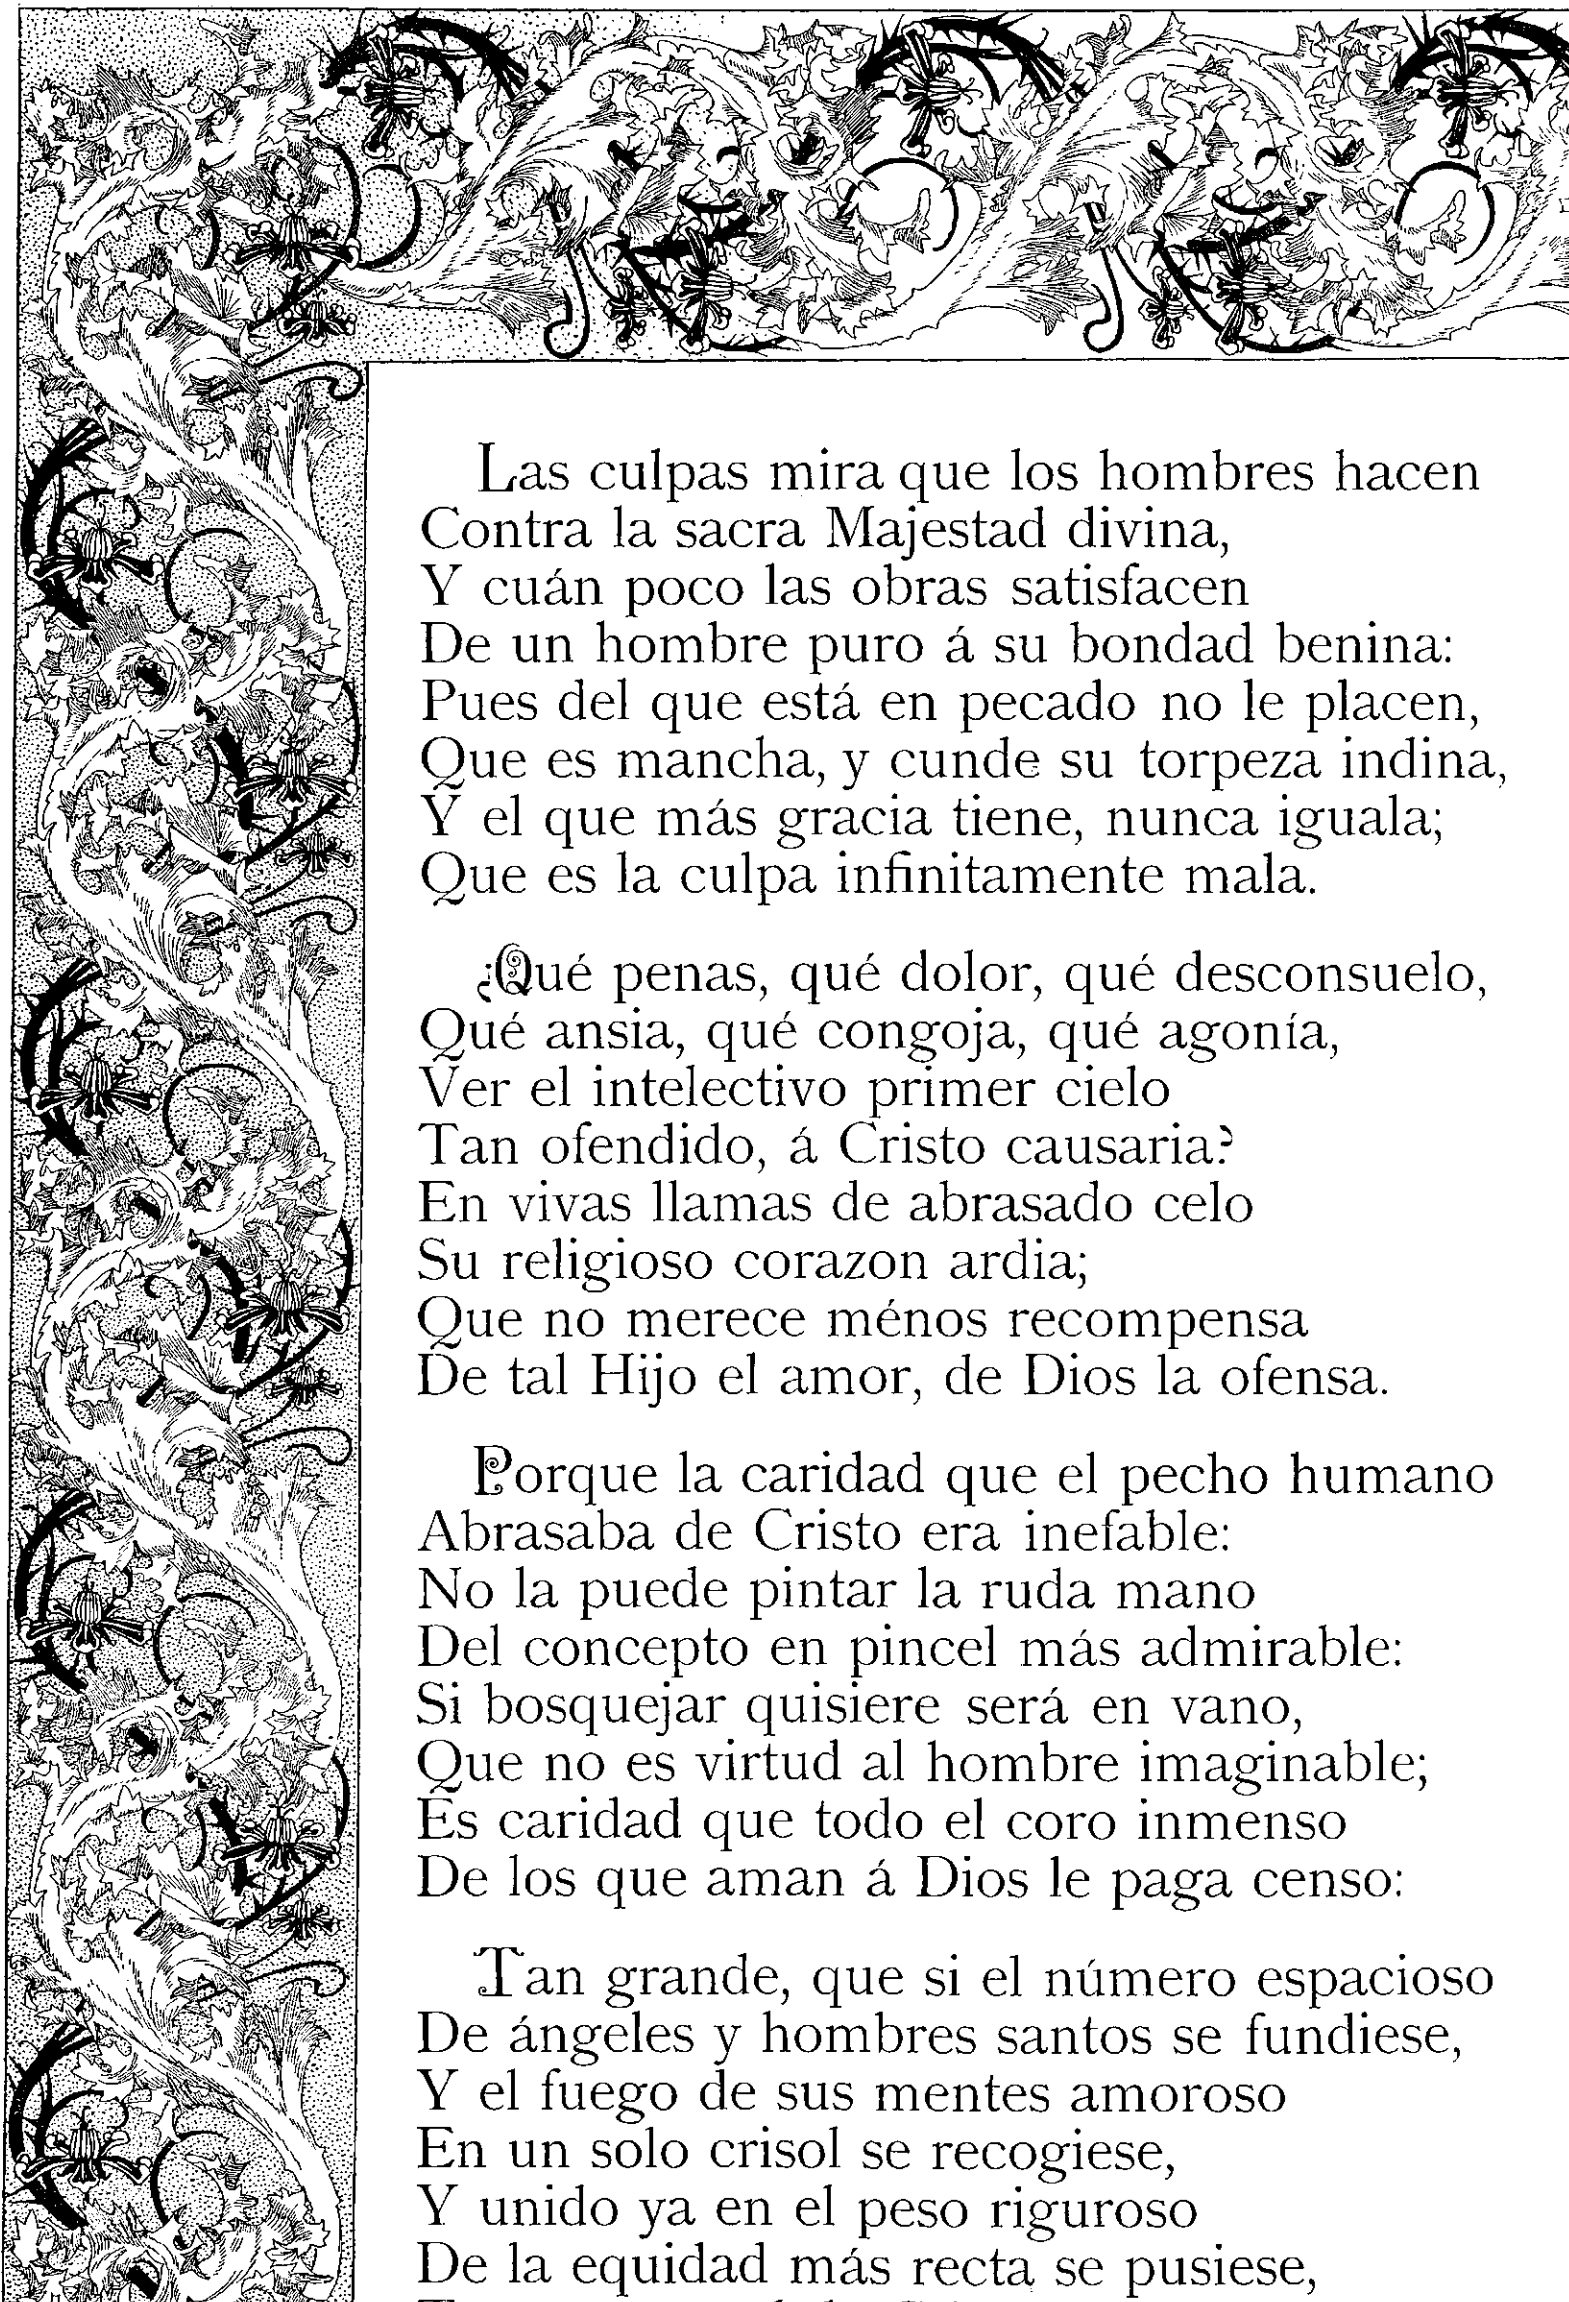 Las culpas mira que los hombres hacen
Contra la sacra Majestad divina,
Y cuán poco las obras satisfacen
De un hombre puro á su bondad benina:
Pues del que está en pecado no le placen,
Que es mancha, y cunde su torpeza indina,
Y el que más gracia tiene, nunca iguala;
Que es la culpa infinitamente mala.
¿Qué penas, qué dolor, qué desconsuelo,
Qué ansia, qué congoja, qué agonía,
Ver el intelectivo primer cielo
Tan ofendido, á Cristo causaria?
En vivas llamas de abrasado celo
Su religioso corazon ardia;
Que no merece ménos recompensa
De tal Hijo el amor, de Dios la ofensa.
Porque la caridad que el pecho humano
Abrasaba de Cristo era inefable:
No la puede pintar la ruda mano
Del concepto en pincel más admirable:
Si bosquejar quisiere será en vano,
Que no es virtud al hombre imaginable;
Es caridad que todo el coro inmenso
De los que aman á Dios le paga censo:
Tan grande, que si el número espacioso
De ángeles y hombres santos se fundiese,
Y el fuego de sus mentes amoroso
En un solo crisol se recogiese,
Y unido ya en el peso riguroso
De la equidad más recta se pusiese,